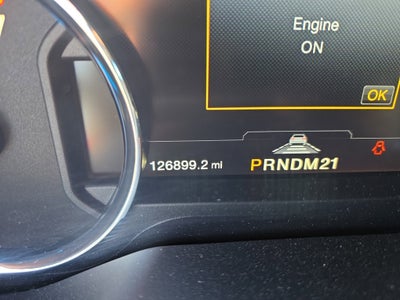 Engine
ON
OK
126899.2 mi
PRNDM21